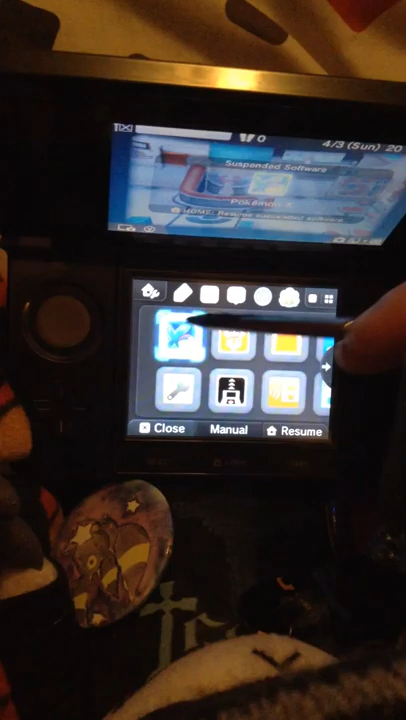 0
4/3 (Sun) 20
Suspended Software
Pokémon X
HOME: Resume suspended software
Close
Manual
Resume